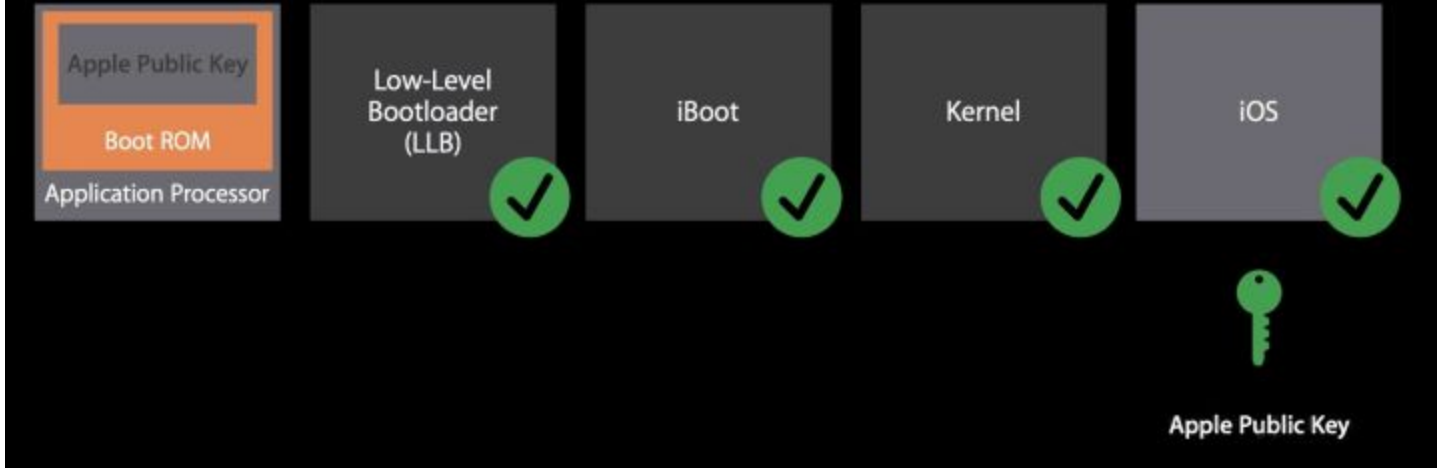 Apple Public Key
Boot ROM
Application Processor
Low-Level
Bootloader
(LLB)
iBoot
Kernel
iOS
Apple Public Key